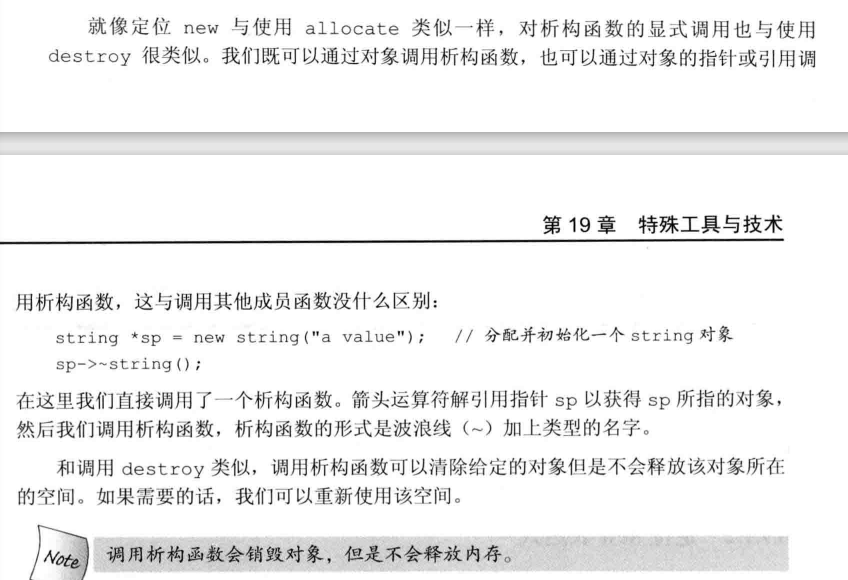 就像定位 new 与使用 allocate 类似一样，对析构函数的显式调用也与使用
destroy 很类似。我们既可以通过对象调用析构函数，也可以通过对象的指针或引用调
第 19 章 特殊工具与技术
用析构函数，这与调用其他成员函数没什么区别：
string *sp = new string("a value"); // 分配并初始化一个 string 对象
sp->~string();
在这里我们直接调用了一个析构函数。箭头运算符解引用指针 sp 以获得 sp 所指的对象，
然后我们调用析构函数，析构函数的形式是波浪线（~）加上类型的名字。
和调用 destroy 类似，调用析构函数可以清除给定的对象但是不会释放该对象所在
的空间。如果需要的话，我们可以重新使用该空间。
Note 调用析构函数会销毁对象，但是不会释放内存。